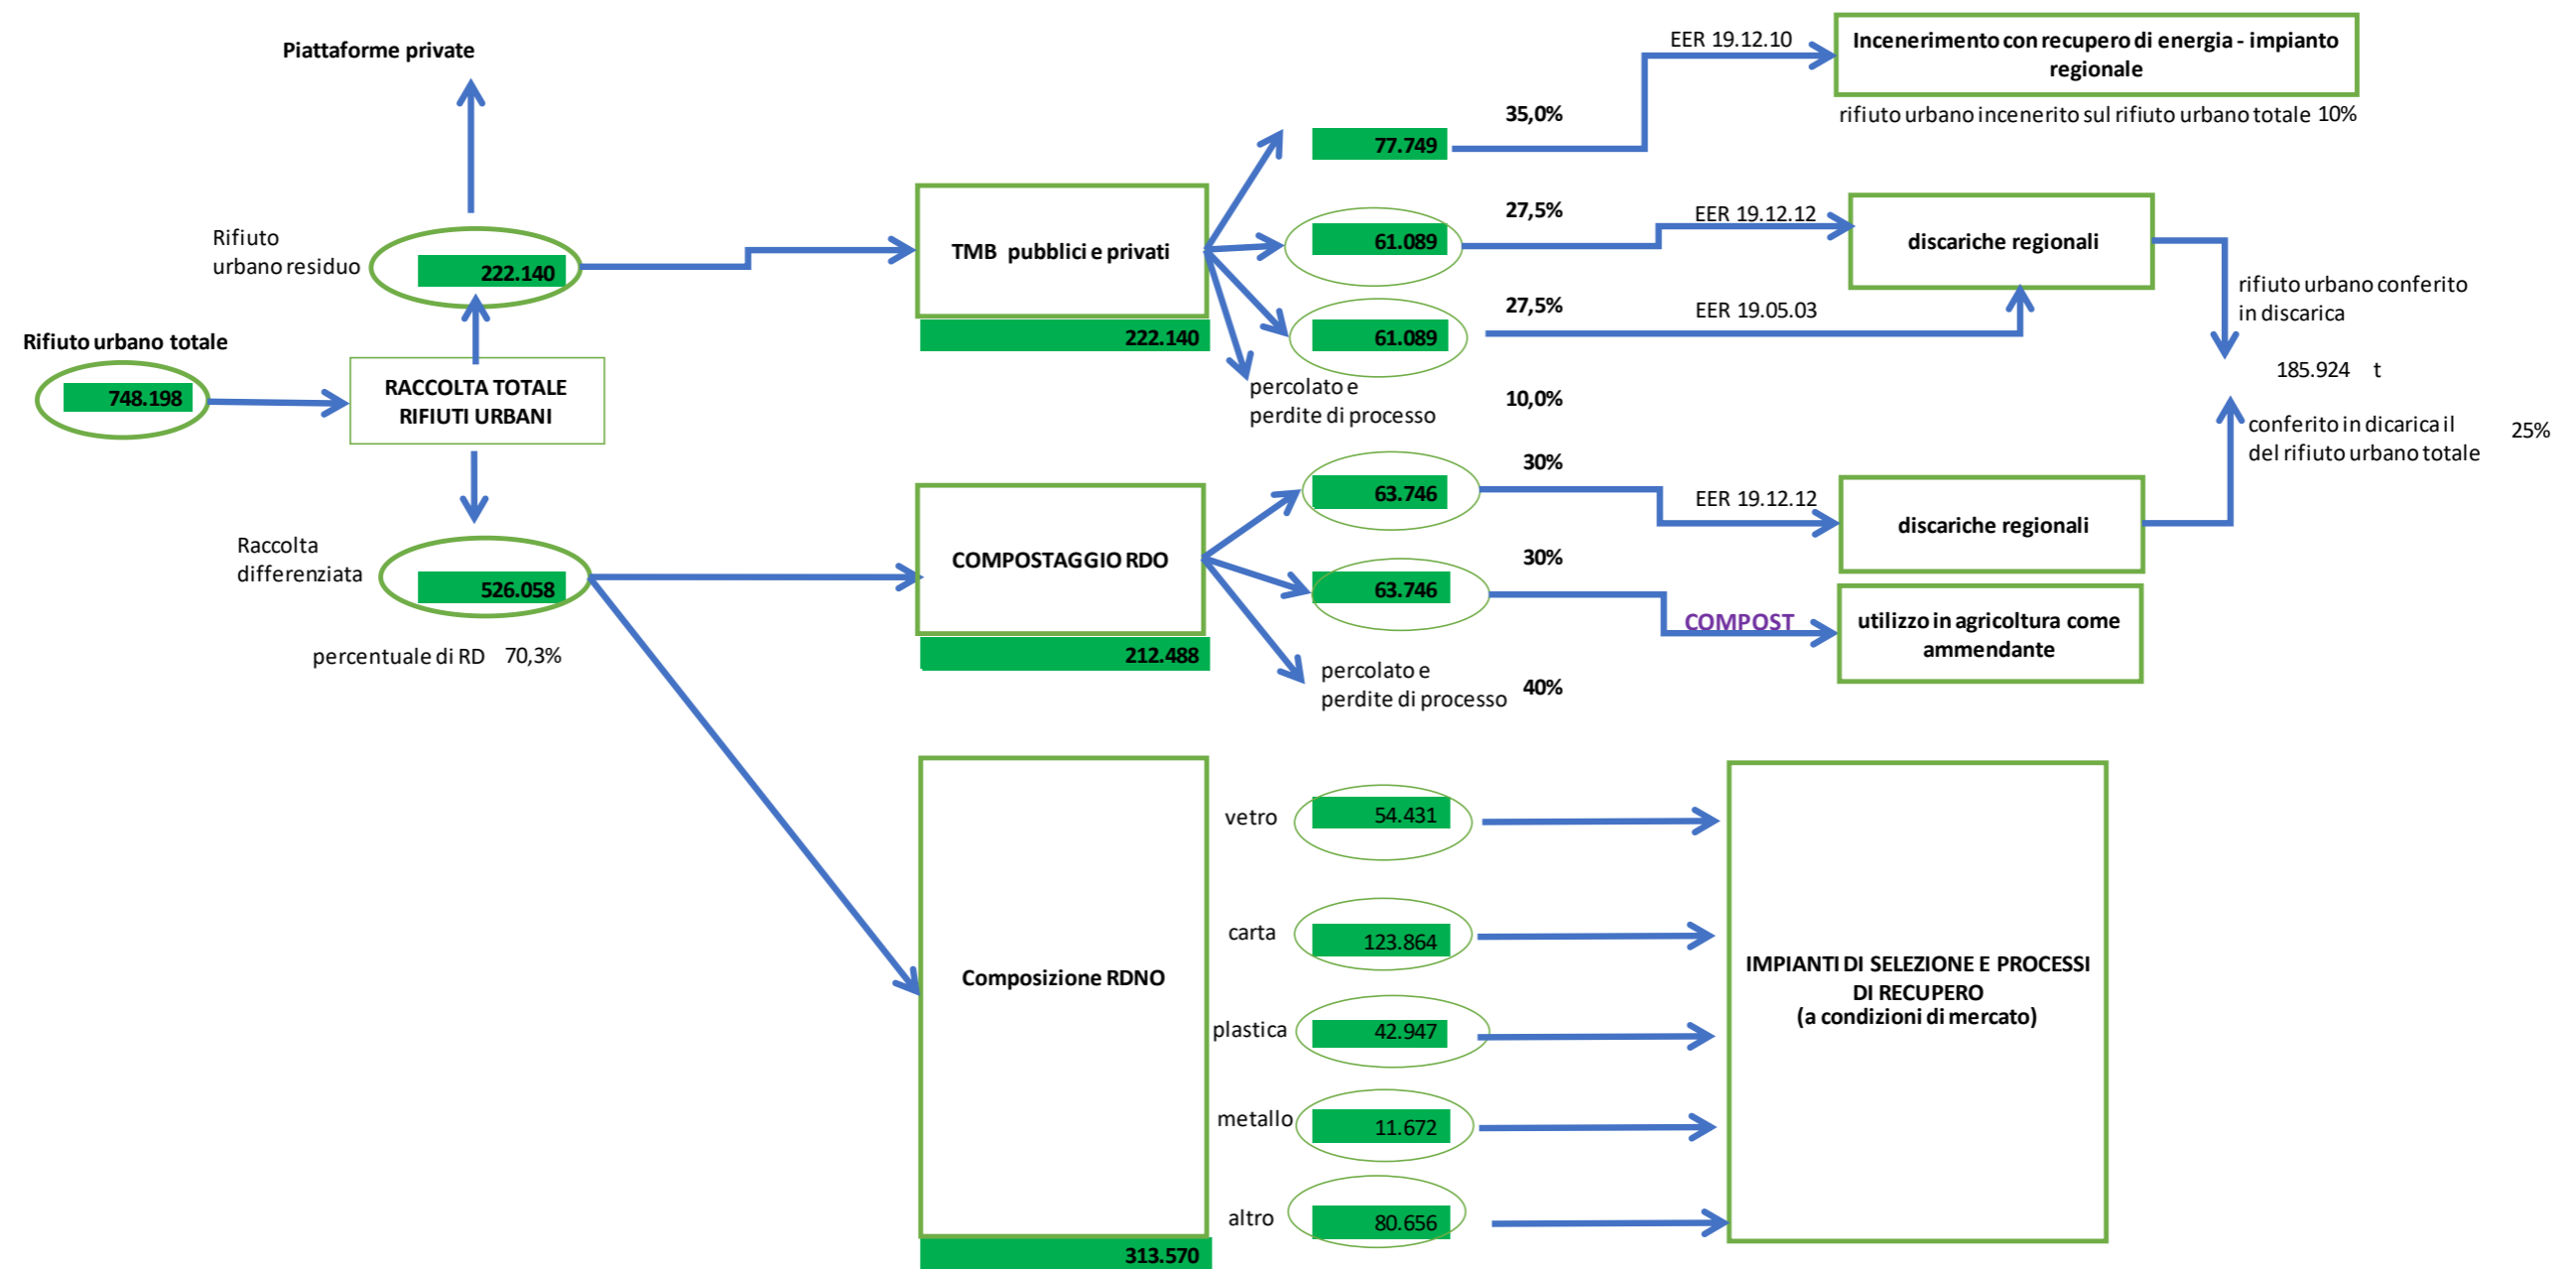 Piattaforme private
Rifiuto
urbano residuo
222.140
Rifiuto urbano totale
748.198
RACCOLTA TOTALE
RIFIUTI URBANI
Raccolta
differenziata
526.058
percentuale di RD 70,3%
TMB pubblici e privati
222.140
35,0%
77.749
27,5%
61.089
27,5%
61.089
percolato e
perdite di processo
10,0%
EER 19.12.10
Incenerimento con recupero di energia - impianto
regionale
rifiuto urbano incenerito sul rifiuto urbano totale 10%
EER 19.12.12
discariche regionali
EER 19.05.03
rifiuto urbano conferito
in discarica
185.924 t
conferito in dicarica il
del rifiuto urbano totale
25%
COMPOSTAGGIO RDO
212.488
30%
63.746
30%
63.746
percolato e
perdite di processo
40%
EER 19.12.12
discariche regionali
COMPOST
utilizzo in agricoltura come
ammendante
Composizione RDNO
313.570
vetro
54.431
carta
123.864
plastica
42.947
metallo
11.672
altro
80.656
IMPIANTI DI SELEZIONE E PROCESSI
DI RECUPERO
(a condizioni di mercato)